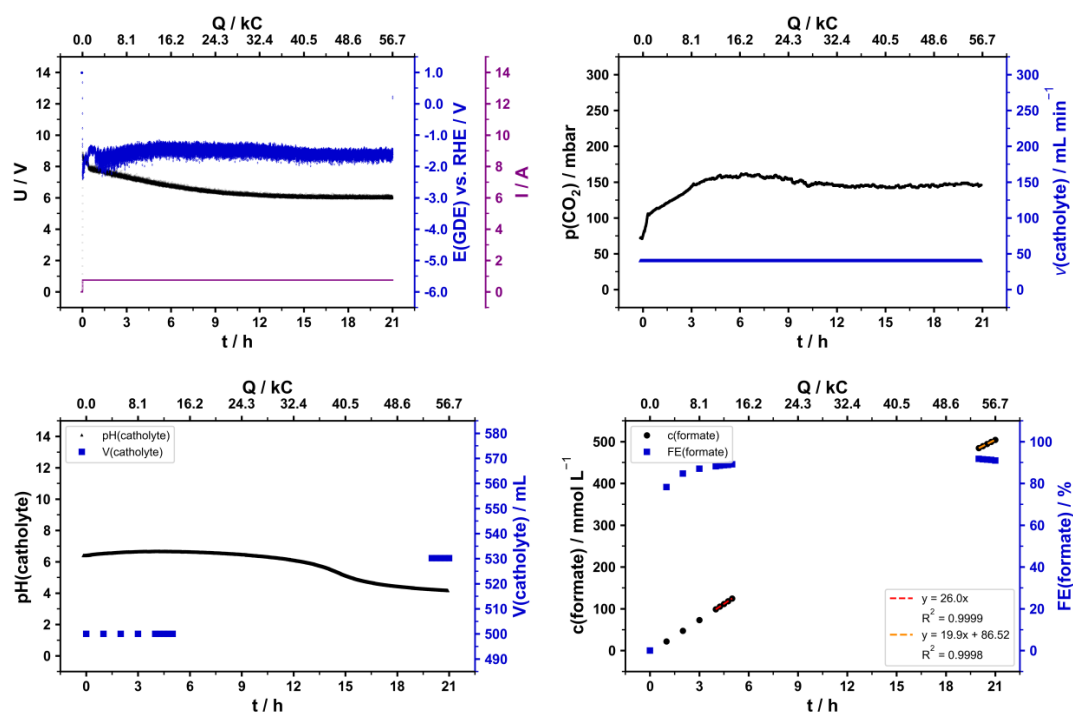 Q / kC
0.0 8.1 16.2 24.3 32.4 40.5 48.6 56.7
14
12
10
8
6
4
2
0
U / V
1.0
0.0
-1.0
-2.0
-3.0
-4.0
-5.0
-6.0
E(GDE) vs. RHE / V
14
12
10
8
6
4
2
0
I / A
0 3 6 9 12 15 18 21
t / h
Q / kC
0.0 8.1 16.2 24.3 32.4 40.5 48.6 56.7
300
250
200
150
100
50
0
p(CO₂) / mbar
300
250
200
150
100
50
0
v(catholyte) / mL min⁻¹
0 3 6 9 12 15 18 21
t / h
Q / kC
0.0 8.1 16.2 24.3 32.4 40.5 48.6 56.7
pH(catholyte)
V(catholyte)
14
12
10
8
6
4
2
0
pH(catholyte)
580
570
560
550
540
530
520
510
500
490
V(catholyte) / mL
0 3 6 9 12 15 18 21
t / h
Q / kC
0.0 8.1 16.2 24.3 32.4 40.5 48.6 56.7
c(formate)
FE(formate)
500
400
300
200
100
0
c(formate) / mmol L⁻¹
100
80
60
40
20
0
FE(formate) / %
y = 26.0x
R² = 0.9999
y = 19.9x + 86.52
R² = 0.9998
0 3 6 9 12 15 18 21
t / h